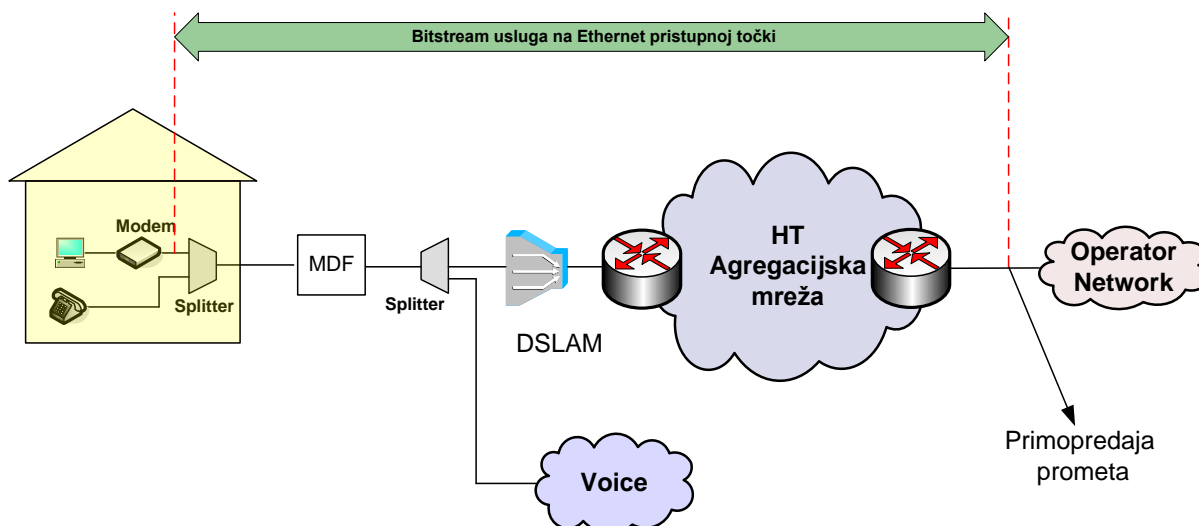 Bitstream usluga na Ethernet pristupnoj točki
Modem
Splitter
MDF
Splitter
DSLAM
HT
Agregacijska
mreža
Operator
Network
Voice
Primopredaja
prometa